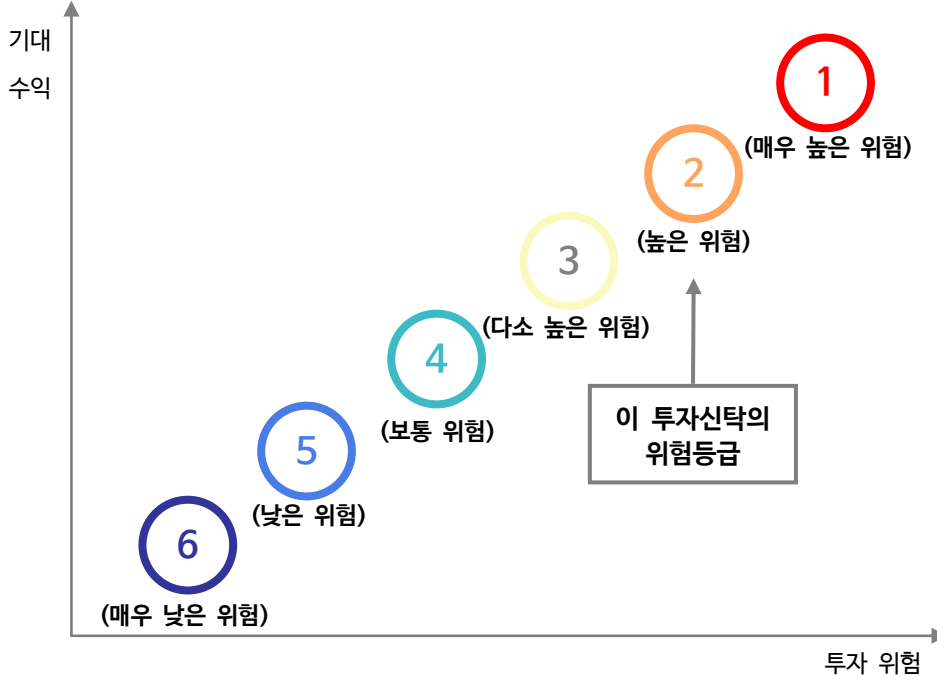 기대
수익
1
(매우 높은 위험)
2
(높은 위험)
3
(다소 높은 위험)
4
(보통 위험)
이 투자신탁의
위험등급
5
(낮은 위험)
6
(매우 낮은 위험)
투자 위험